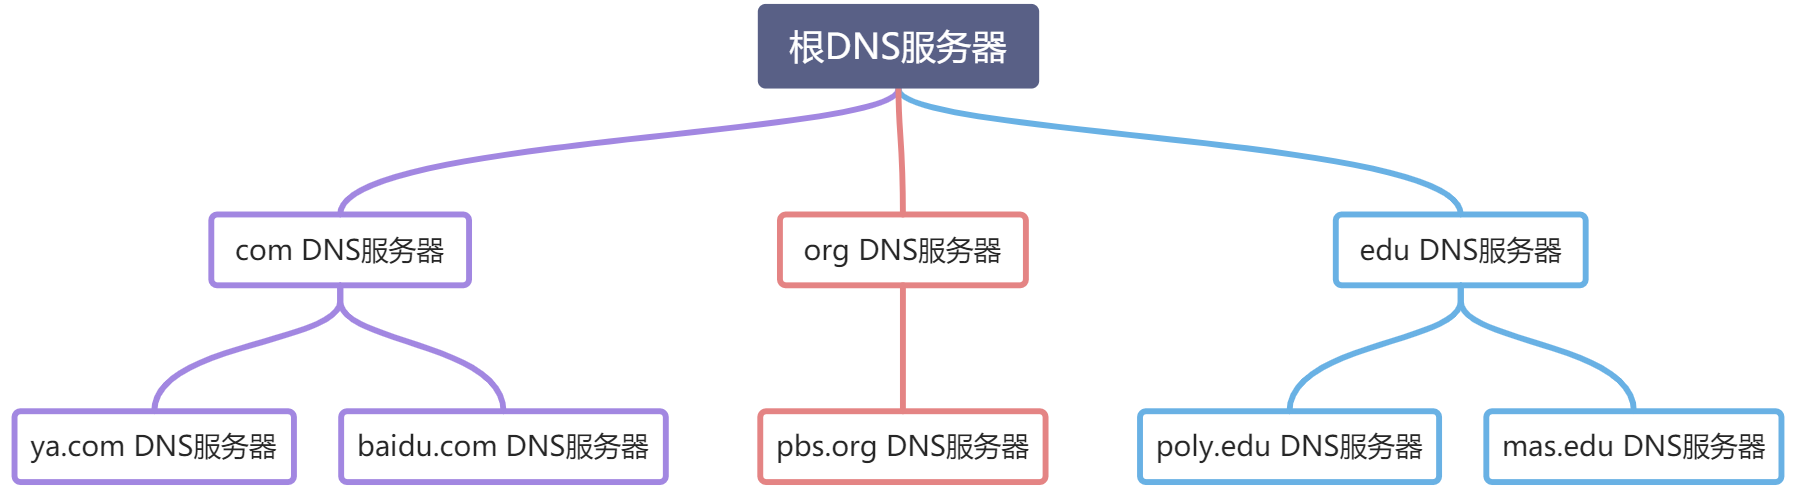 根DNS服务器
com DNS服务器
org DNS服务器
edu DNS服务器
ya.com DNS服务器
baidu.com DNS服务器
pbs.org DNS服务器
poly.edu DNS服务器
mas.edu DNS服务器